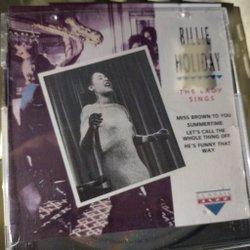 BILLIE
HOLIDAY
THE LADY
SINGS
MISS BROWN TO YOU
SUMMERTIME
LET'S CALL THE
WHOLE THING OFF
HE'S FUNNY THAT
WAY